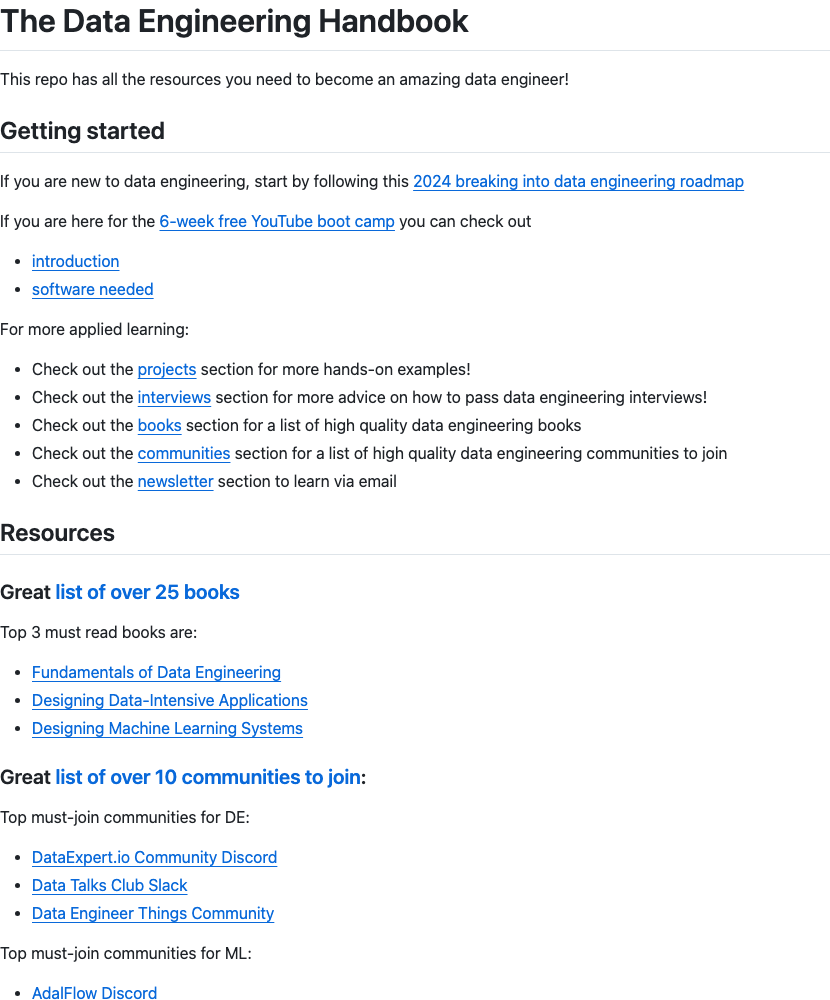 The Data Engineering Handbook
This repo has all the resources you need to become an amazing data engineer!
Getting started
If you are new to data engineering, start by following this 2024 breaking into data engineering roadmap
If you are here for the 6-week free YouTube boot camp you can check out
introduction
software needed
For more applied learning:
Check out the projects section for more hands-on examples!
Check out the interviews section for more advice on how to pass data engineering interviews!
Check out the books section for a list of high quality data engineering books
Check out the communities section for a list of high quality data engineering communities to join
Check out the newsletter section to learn via email
Resources
Great list of over 25 books
Top 3 must read books are:
Fundamentals of Data Engineering
Designing Data-Intensive Applications
Designing Machine Learning Systems
Great list of over 10 communities to join:
Top must-join communities for DE:
DataExpert.io Community Discord
Data Talks Club Slack
Data Engineer Things Community
Top must-join communities for ML:
AdalFlow Discord